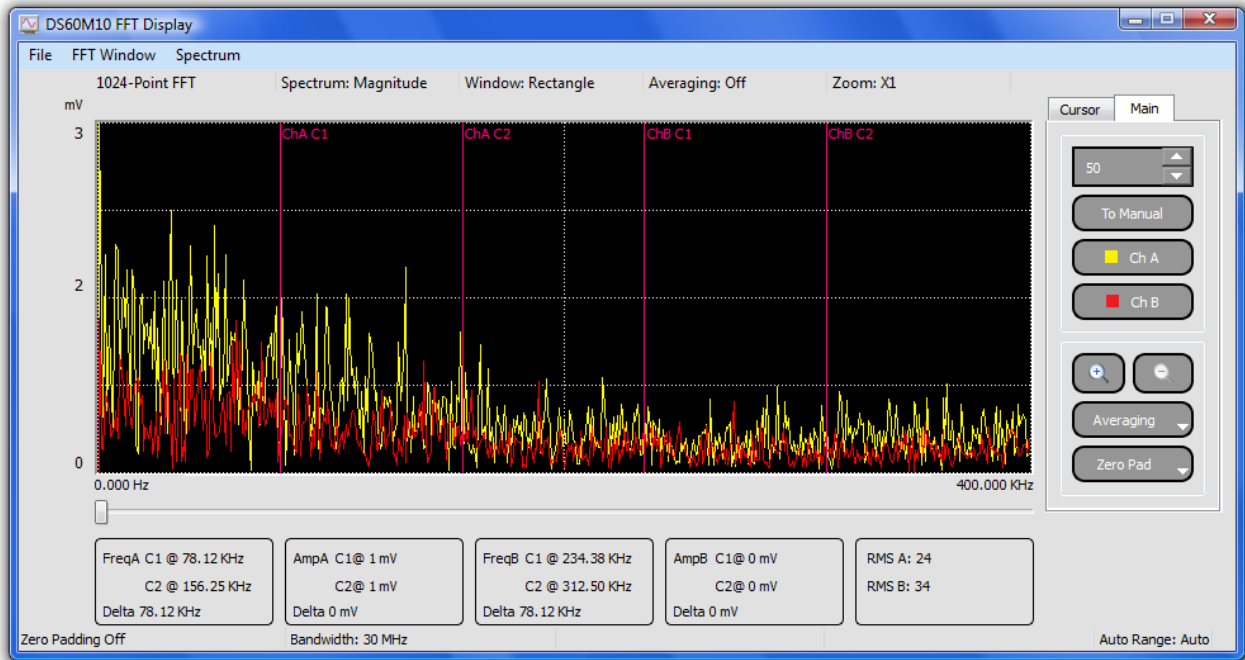 DS60M10 FFT Display
File FFT Window Spectrum
1024-Point FFT Spectrum: Magnitude Window: Rectangle Averaging: Off Zoom: X1
mV
3
2
0
ChA C1 ChA C2 ChB C1 ChB C2
0.000 Hz 400.000 KHz
Cursor Main
50
To Manual
Ch A
Ch B
Averaging
Zero Pad
FreqA C1 @ 78.12 KHz
C2 @ 156.25 KHz
Delta 78.12 KHz
AmpA C1@ 1 mV
C2@ 1 mV
Delta 0 mV
FreqB C1 @ 234.38 KHz
C2 @ 312.50 KHz
Delta 78.12 KHz
AmpB C1@ 0 mV
C2@ 0 mV
Delta 0 mV
RMS A: 24
RMS B: 34
Zero Padding Off Bandwidth: 30 MHz Auto Range: Auto